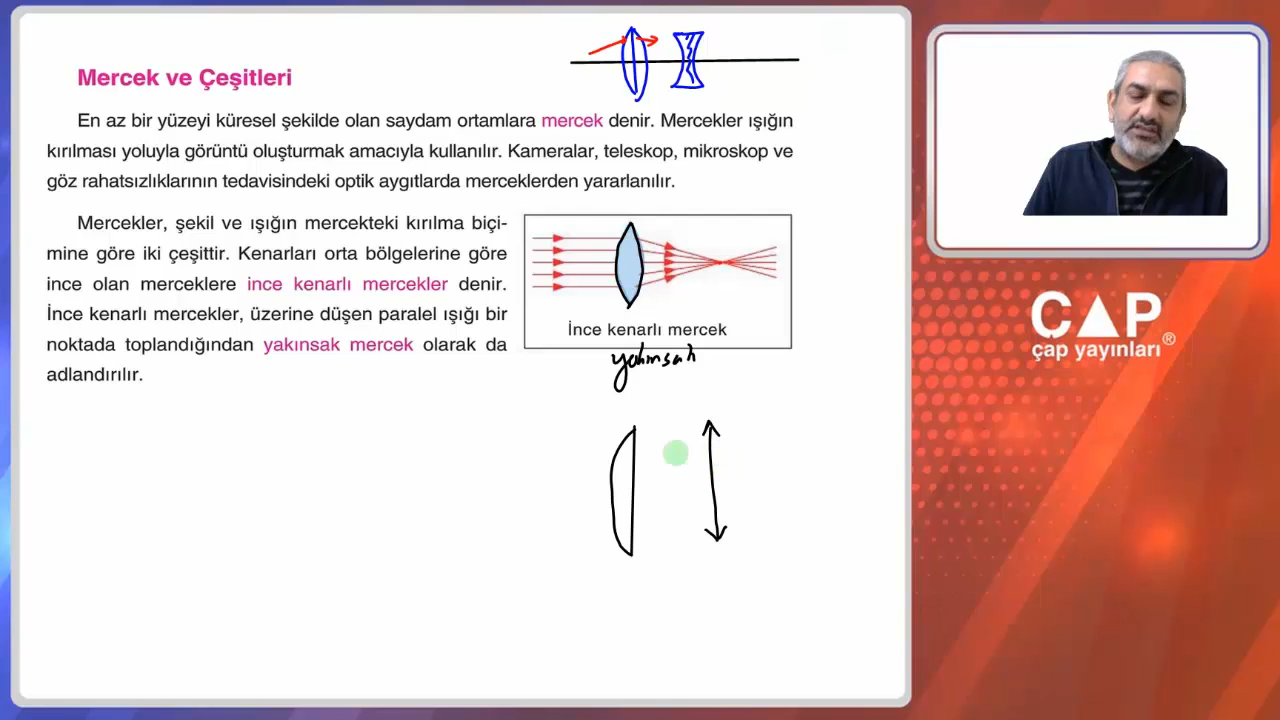 Mercek ve Çeşitleri
En az bir yüzeyi küresel şekilde olan saydam ortamlara mercek denir. Mercekler ışığın
kırılması yoluyla görüntü oluşturmak amacıyla kullanılır. Kameralar, teleskop, mikroskop ve
göz rahatsızlıklarının tedavisindeki optik aygıtlarda merceklerden yararlanılır.
Mercekler, şekil ve ışığın mercekteki kırılma biçi-
mine göre iki çeşittir. Kenarları orta bölgelerine göre
ince olan merceklere ince kenarlı mercekler denir.
İnce kenarlı mercekler, üzerine düşen paralel ışığı bir
noktada toplandığından yakınsak mercek olarak da
adlandırılır.
İnce kenarlı mercek
yakınsak
ÇAP®
çap yayınları